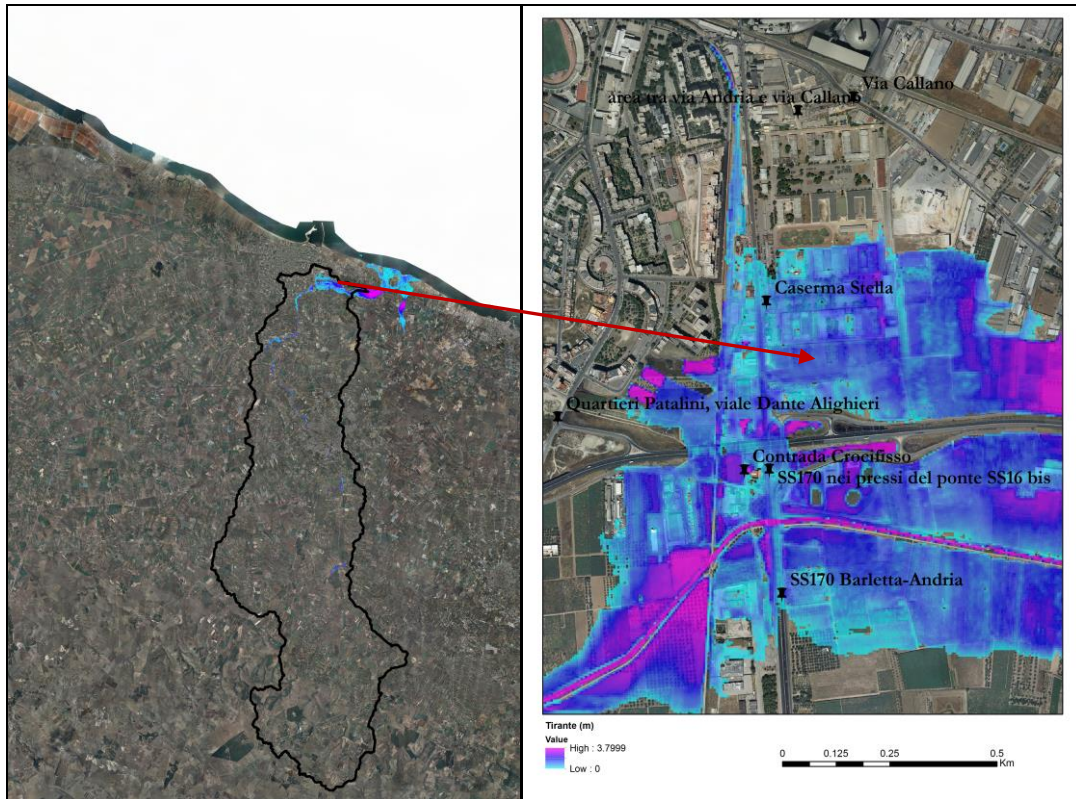 Via Callano
area tra via Andria e via Callano
Caserma Stella
Quartieri Patalini, viale Dante Alighieri
Contrada Crocifisso
SS170 nei pressi del ponte SS16 bis
SS170 Barletta-Andria
Tirante (m)
Value
High : 3.7999
Low : 0
0 0.125 0.25 0.5
Km